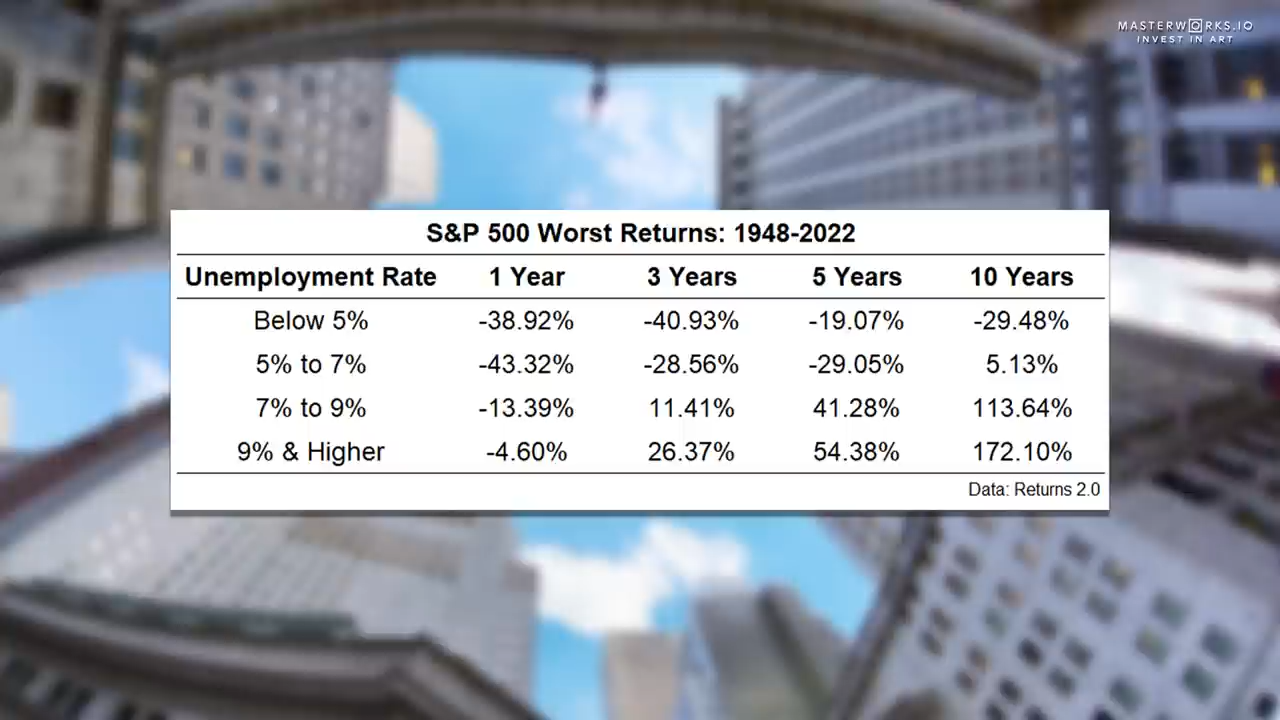 MASTERWORKS.IO
INVEST IN ART
S&P 500 Worst Returns: 1948-2022
Unemployment Rate 1 Year 3 Years 5 Years 10 Years
Below 5% -38.92% -40.93% -19.07% -29.48%
5% to 7% -43.32% -28.56% -29.05% 5.13%
7% to 9% -13.39% 11.41% 41.28% 113.64%
9% & Higher -4.60% 26.37% 54.38% 172.10%
Data: Returns 2.0